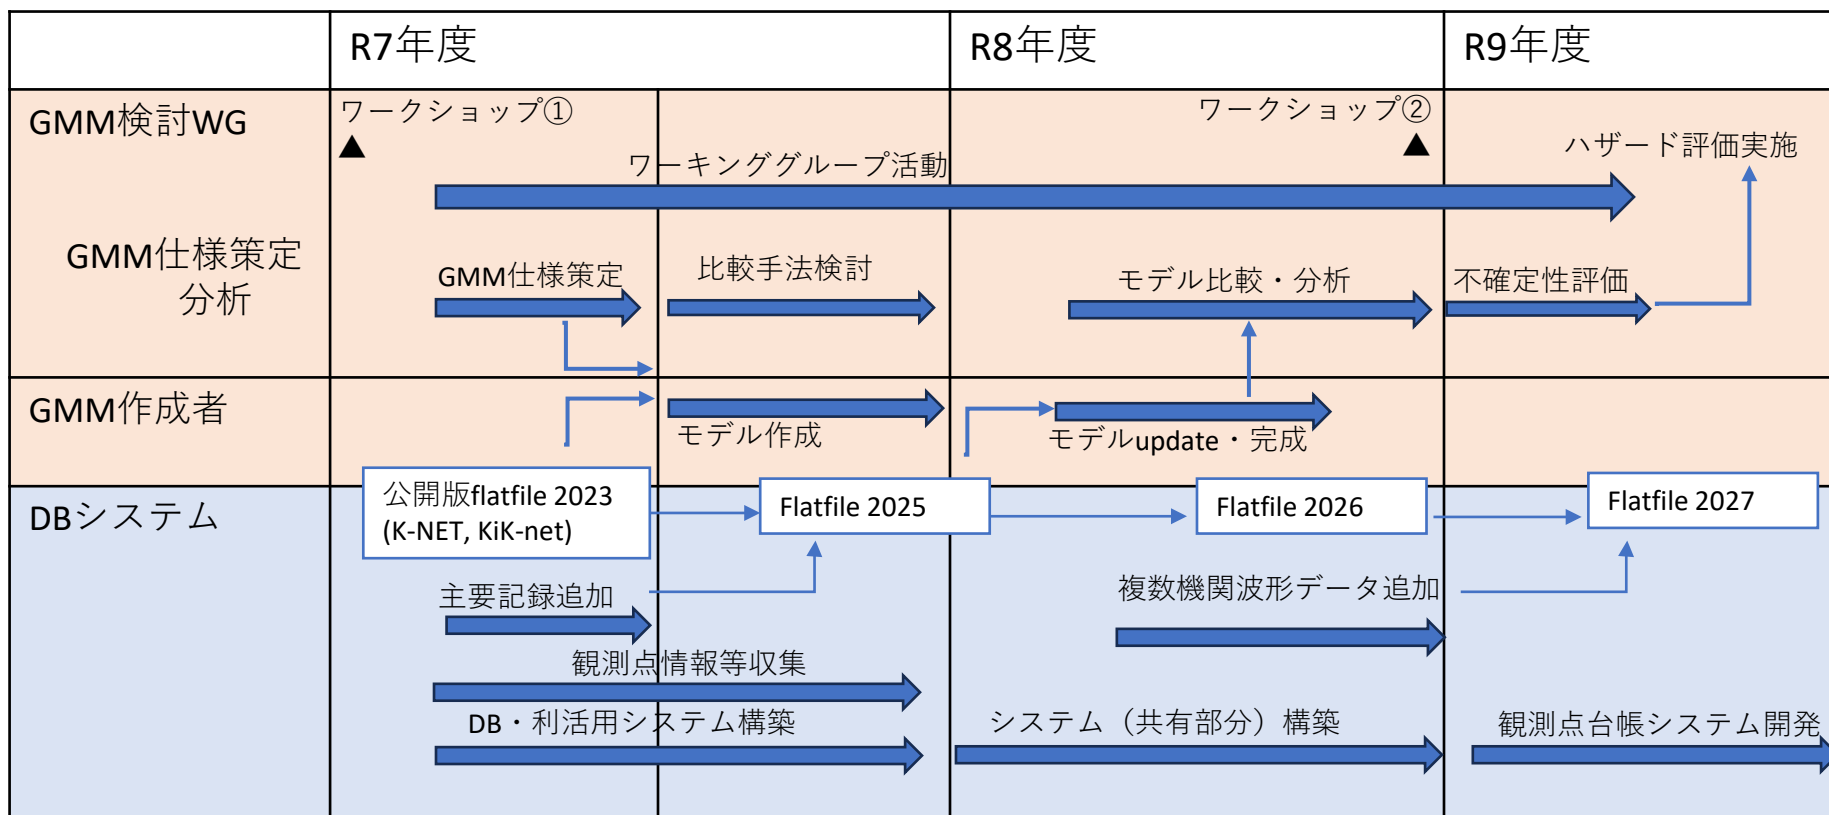 R7年度
R8年度
R9年度
GMM検討WG
ワークショップ①
ワークショップ②
▲
▲
ハザード評価実施
ワーキンググループ活動
GMM仕様策定
分析
GMM仕様策定
比較手法検討
モデル比較・分析
不確定性評価
GMM作成者
モデル作成
モデルupdate・完成
DBシステム
公開版flatfile 2023
(K-NET, KiK-net)
Flatfile 2025
Flatfile 2026
Flatfile 2027
主要記録追加
複数機関波形データ追加
観測点情報等収集
DB・利活用システム構築
システム（共有部分）構築
観測点台帳システム開発